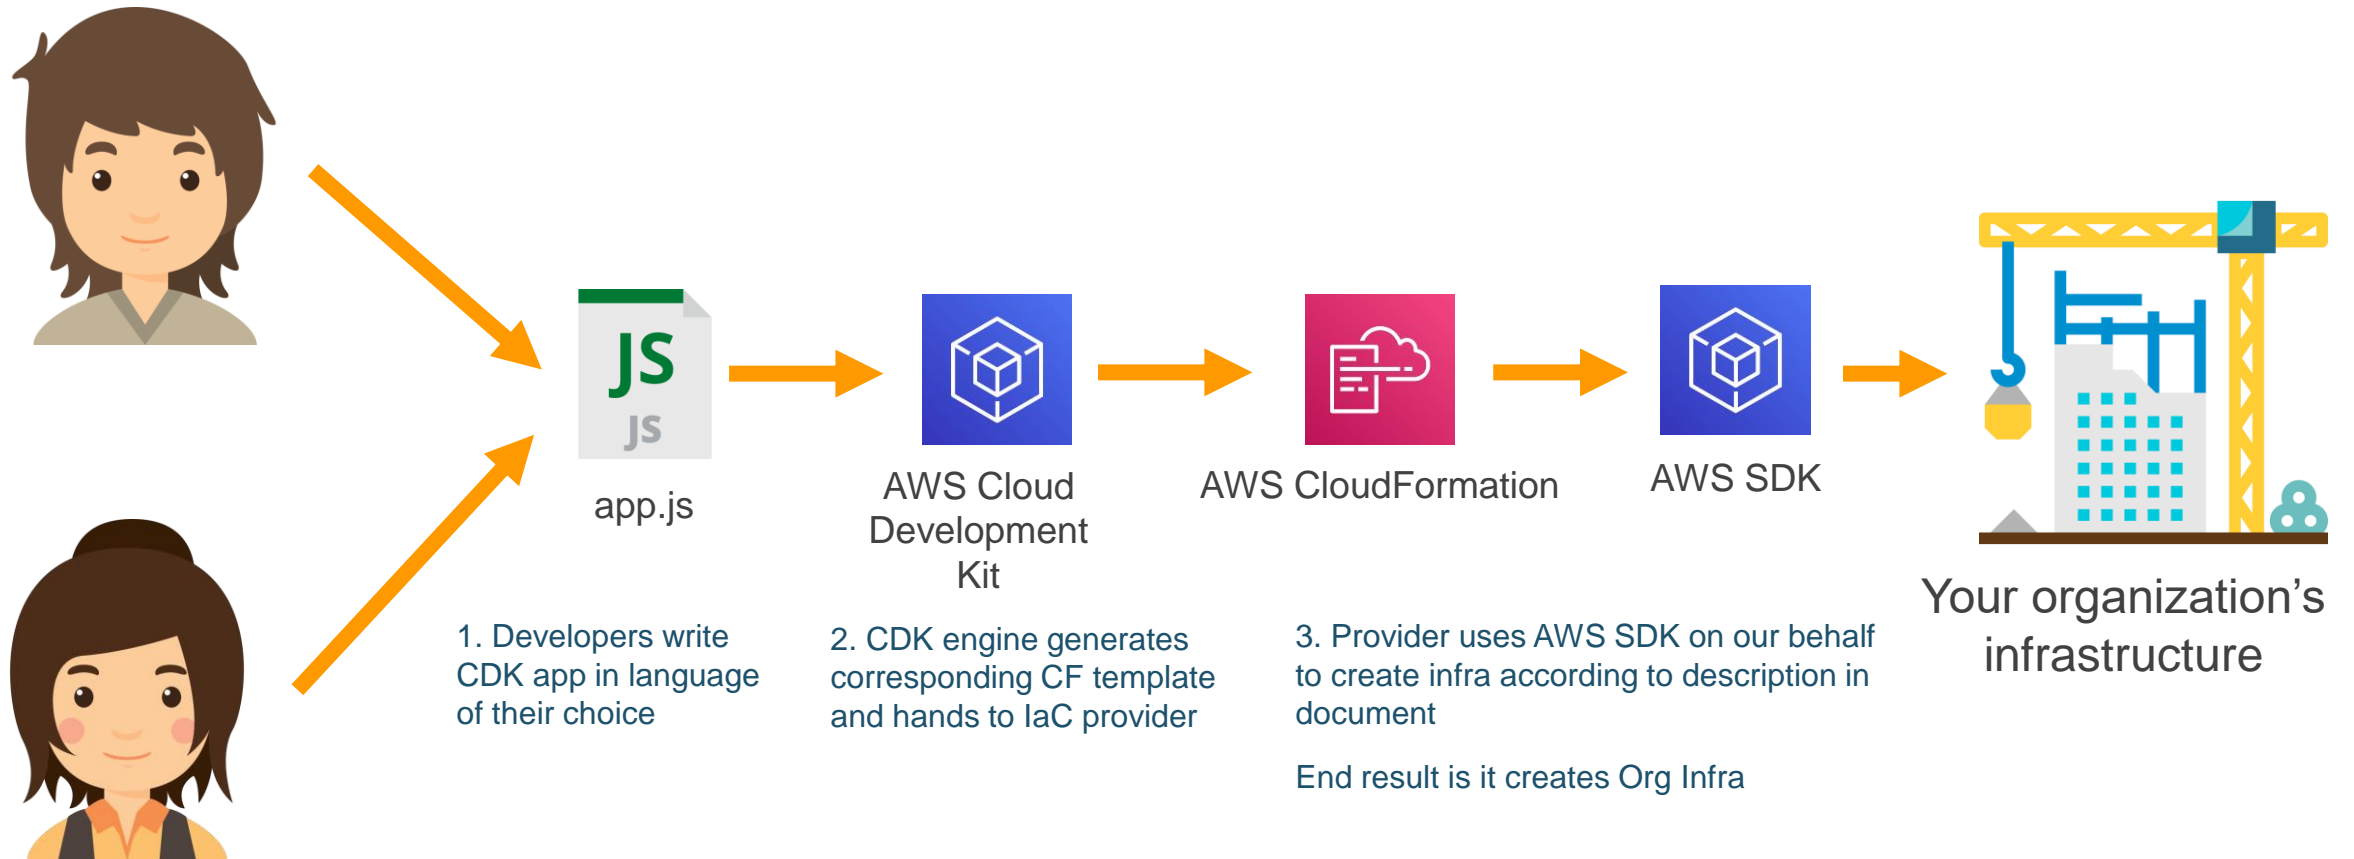 JS
JS
app.js
AWS Cloud
Development
Kit
AWS CloudFormation
AWS SDK
Your organization’s
infrastructure
1. Developers write
CDK app in language
of their choice
2. CDK engine generates
corresponding CF template
and hands to IaC provider
3. Provider uses AWS SDK on our behalf
to create infra according to description in
document
End result is it creates Org Infra